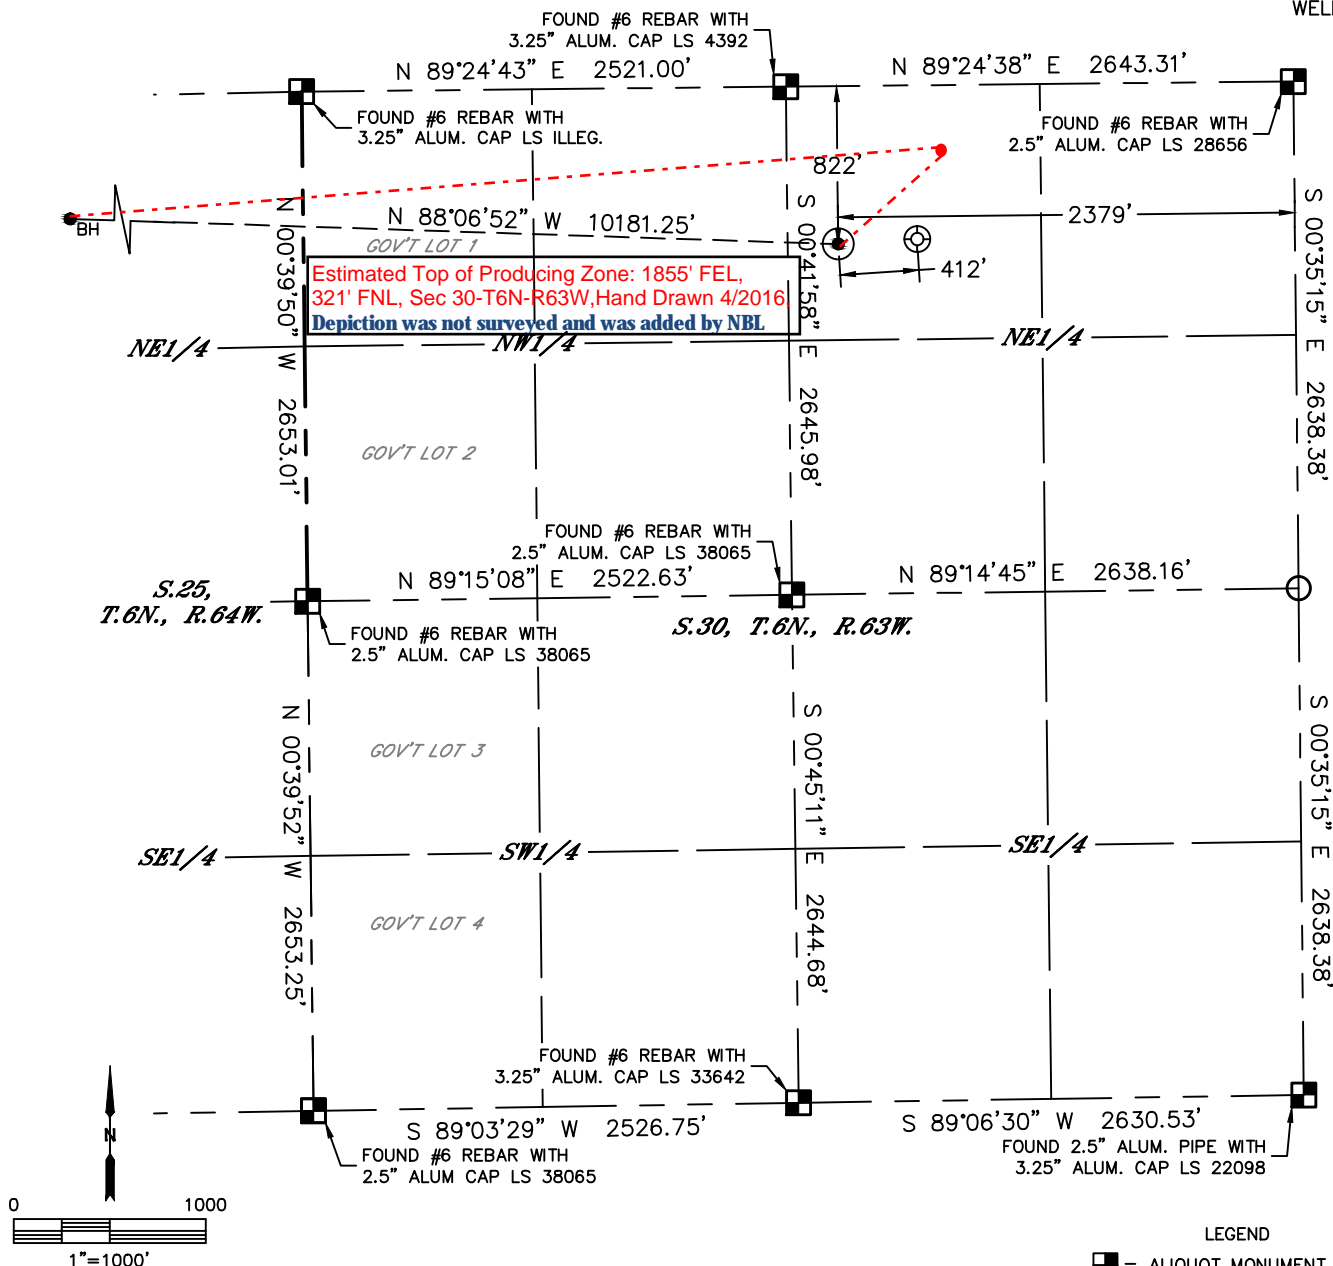 WELL
FOUND #6 REBAR WITH
3.25" ALUM. CAP LS 4392
N 89°24'43" E 2521.00'
N 89°24'38" E 2643.31'
FOUND #6 REBAR WITH
3.25" ALUM. CAP LS ILLEG.
FOUND #6 REBAR WITH
2.5" ALUM. CAP LS 28656
822'
BH
N 88°06'52" W 10181.25'
2379'
GOV'T LOT 1
412'
Estimated Top of Producing Zone: 1855' FEL,
321' FNL, Sec 30-T6N-R63W,Hand Drawn 4/2016,
Depiction was not surveyed and was added by NBL
N 00°39'50" W 2653.01'
S 00°41'58" E 2645.98'
S 00°35'15" E 2638.38'
NE1/4
NW1/4
NE1/4
GOV'T LOT 2
FOUND #6 REBAR WITH
2.5" ALUM. CAP LS 38065
N 89°15'08" E 2522.63'
N 89°14'45" E 2638.16'
S.25,
T.6N., R.64W.
S.30, T.6N., R.63W.
FOUND #6 REBAR WITH
2.5" ALUM. CAP LS 38065
N 00°39'52" W 2653.25'
S 00°45'11" E 2644.68'
S 00°35'15" E 2638.38'
GOV'T LOT 3
SE1/4
SW1/4
SE1/4
GOV'T LOT 4
FOUND #6 REBAR WITH
3.25" ALUM. CAP LS 33642
N
S 89°03'29" W 2526.75'
S 89°06'30" W 2630.53'
FOUND #6 REBAR WITH
2.5" ALUM CAP LS 38065
FOUND 2.5" ALUM. PIPE WITH
3.25" ALUM. CAP LS 22098
0 1000
1"=1000'
LEGEND
= ALIQUOT MONUMENT